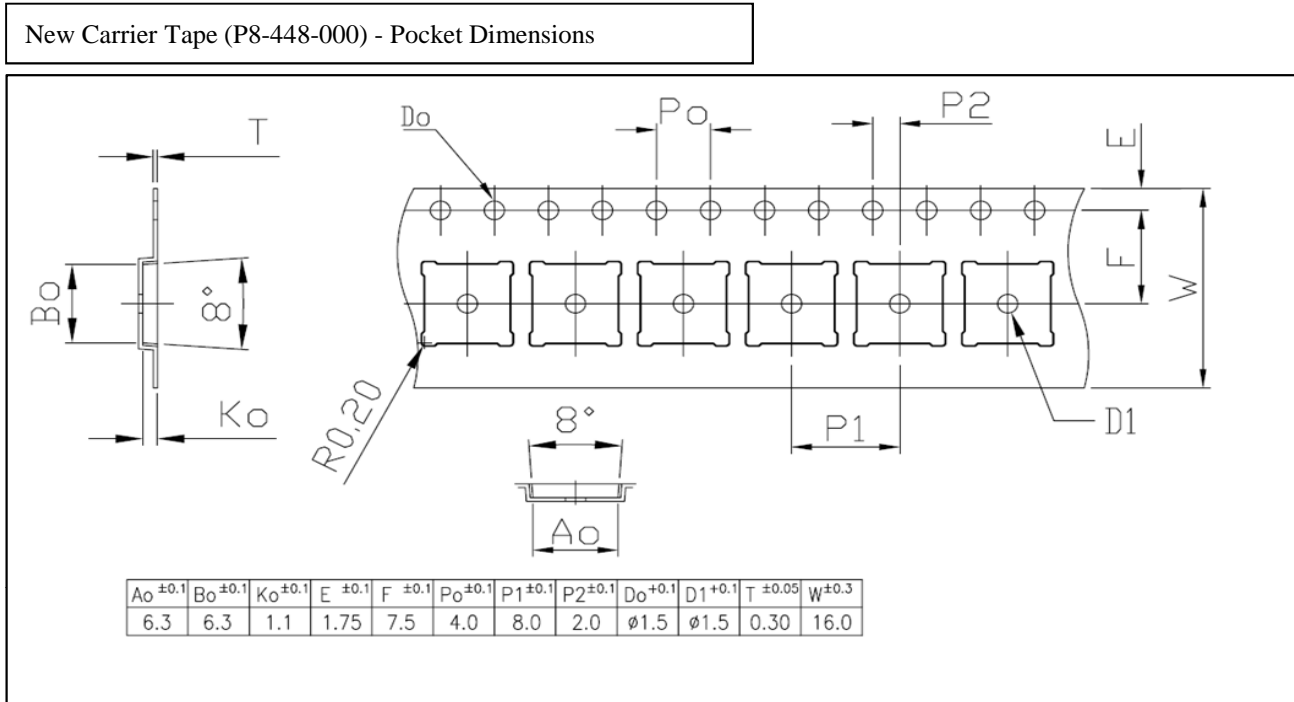 New Carrier Tape (P8-448-000) - Pocket Dimensions
T
Do
Po
P2
E
Bo
8°
F
W
Ko
R0,20
8°
P1
D1
Ao
Ao ±0.1 Bo ±0.1 Ko ±0.1 E ±0.1 F ±0.1 Po ±0.1 P1 ±0.1 P2 ±0.1 Do +0.1 D1 +0.1 T ±0.05 W ±0.3
6.3 6.3 1.1 1.75 7.5 4.0 8.0 2.0 ø1.5 ø1.5 0.30 16.0